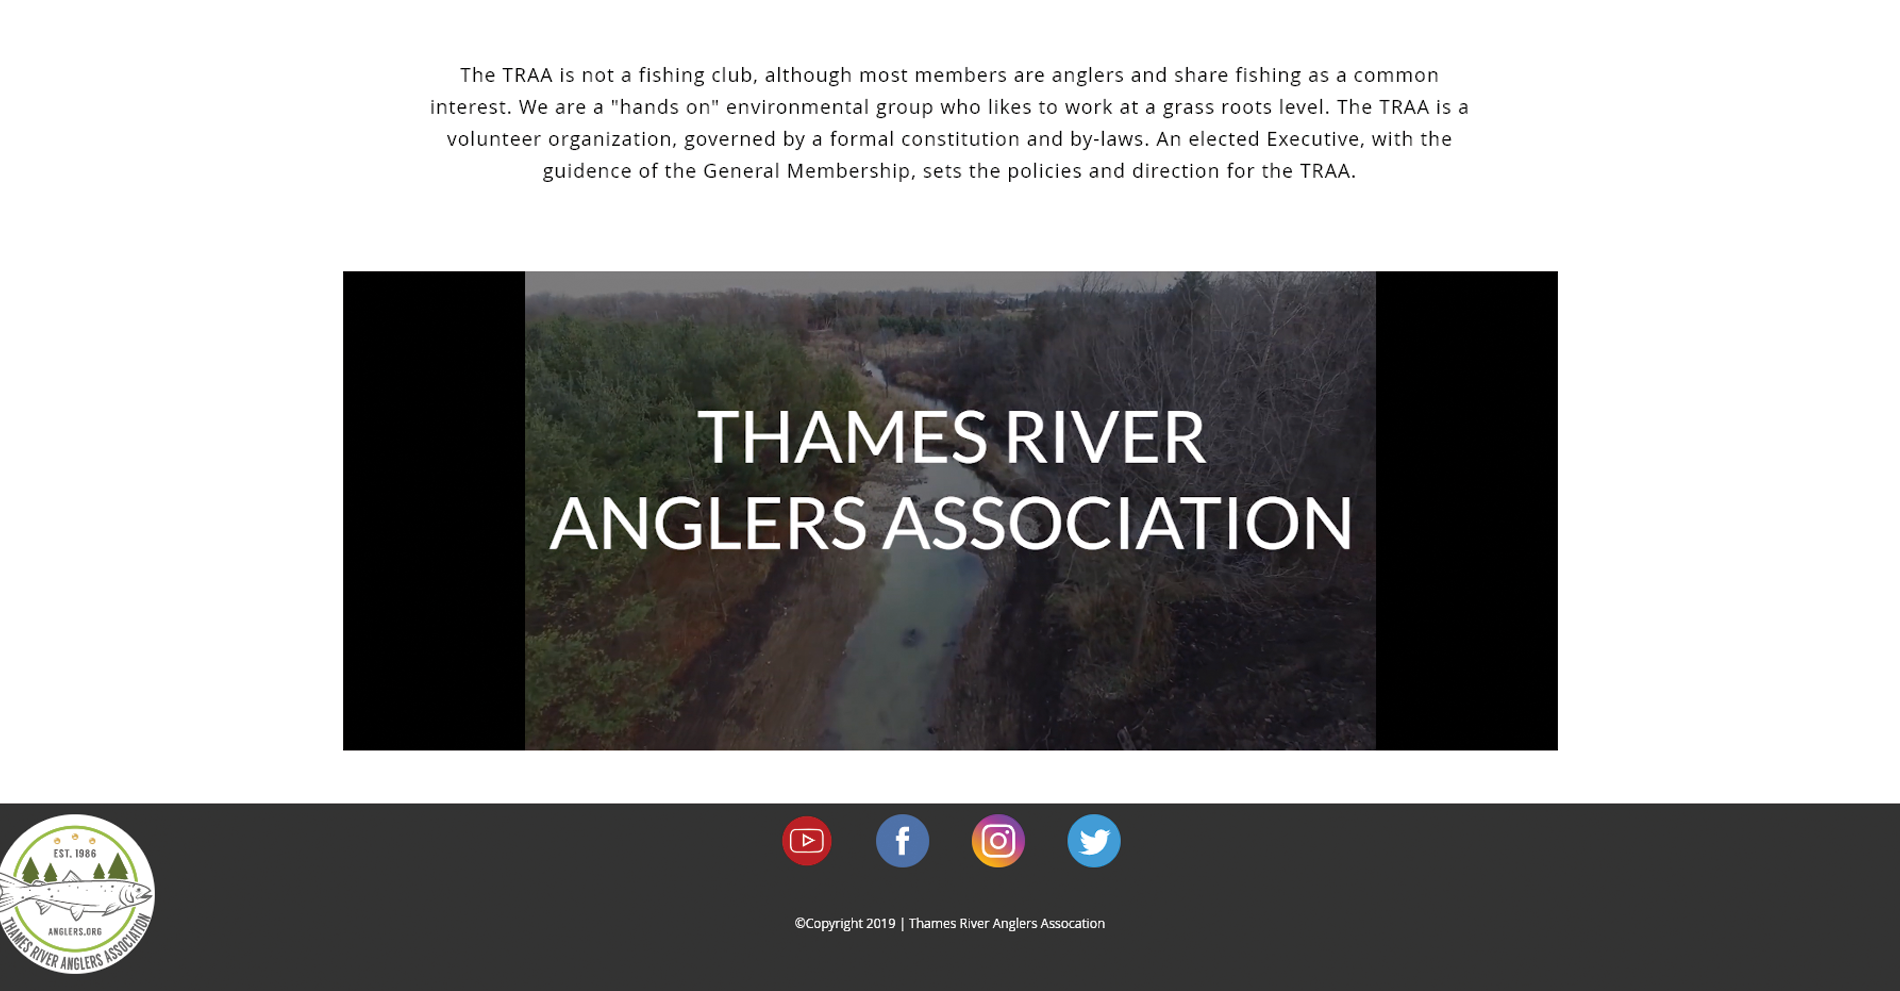 The TRAA is not a fishing club, although most members are anglers and share fishing as a common
interest. We are a "hands on" environmental group who likes to work at a grass roots level. The TRAA is a
volunteer organization, governed by a formal constitution and by-laws. An elected Executive, with the
guidence of the General Membership, sets the policies and direction for the TRAA.
THAMES RIVER
ANGLERS ASSOCIATION
EST. 1986
ANGLERS.ORG
THAMES RIVER ANGLERS ASSOCIATION
©Copyright 2019 | Thames River Anglers Assocation